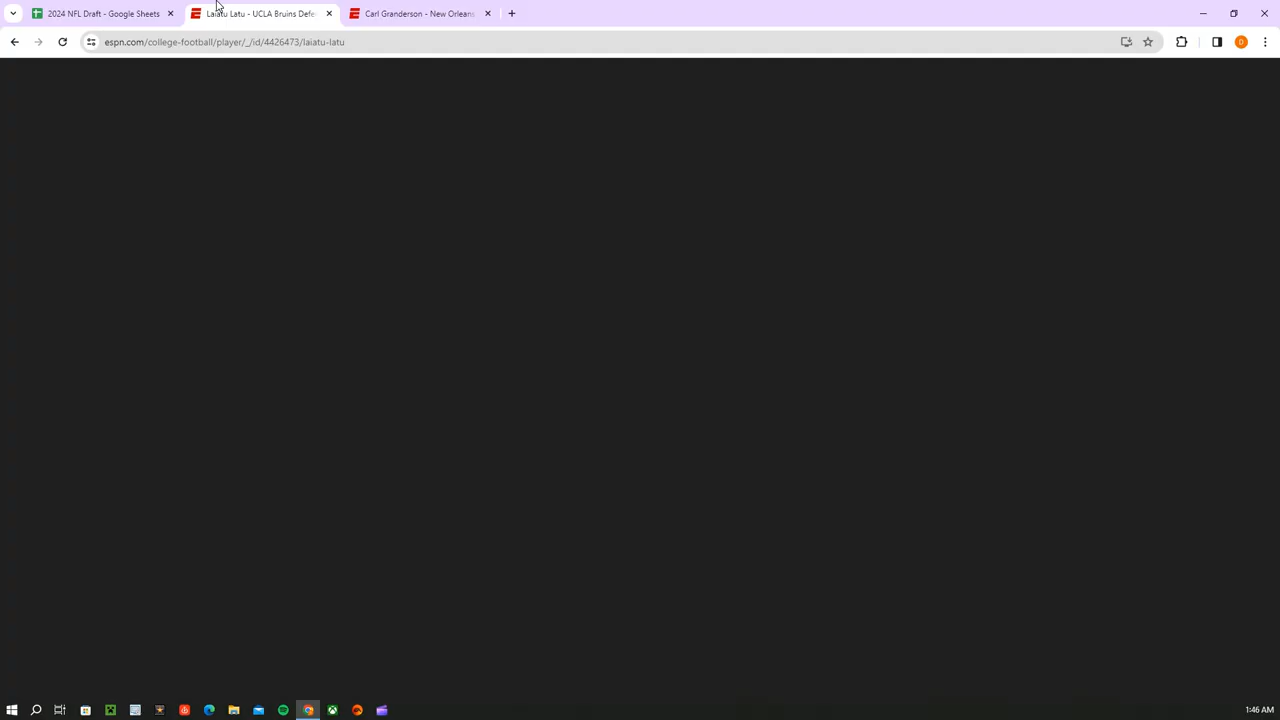 2024 NFL Draft - Google Sheets
Laiatu Latu - UCLA Bruins Defe
Carl Granderson - New Orleans
espn.com/college-football/player/_/id/4426473/laiatu-latu
D
1:46 AM